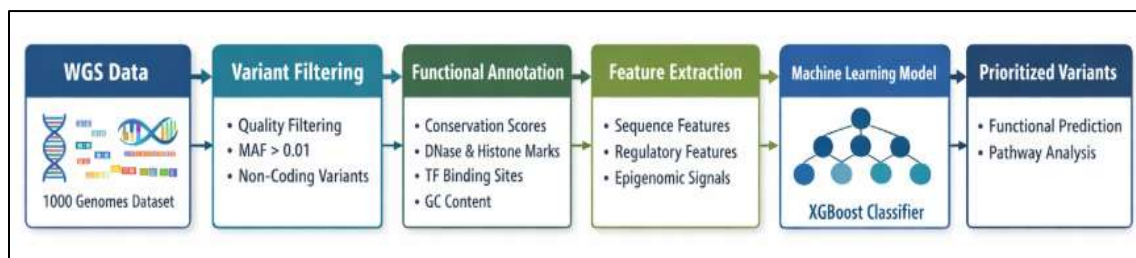 WGS Data
1000 Genomes Dataset
Variant Filtering
• Quality Filtering
• MAF > 0.01
• Non-Coding Variants
Functional Annotation
• Conservation Scores
• DNase & Histone Marks
• TF Binding Sites
• GC Content
Feature Extraction
• Sequence Features
• Regulatory Features
• Epigenomic Signals
Machine Learning Model
XGBoost Classifier
Prioritized Variants
• Functional Prediction
• Pathway Analysis